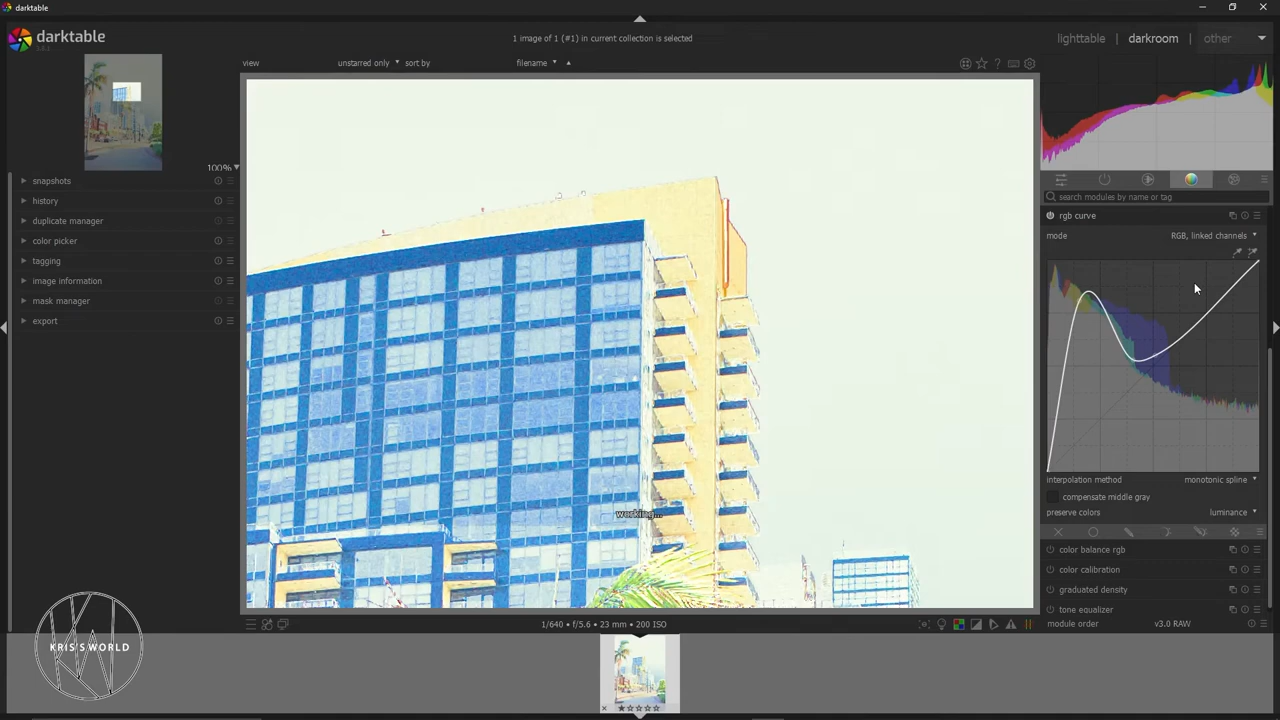 darktable
darktable
3.8.1
1 image of 1 (#1) in current collection is selected
lighttable | darkroom | other
view unstarred only sort by filename
100%
snapshots
history
duplicate manager
color picker
tagging
image information
mask manager
export
search modules by name or tag
rgb curve
mode RGB, linked channels
interpolation method monotonic spline
compensate middle gray
preserve colors luminance
color balance rgb
color calibration
graduated density
tone equalizer
module order v3.0 RAW
working...
1/640 • f/5.6 • 23 mm • 200 ISO
KRIS'S WORLD